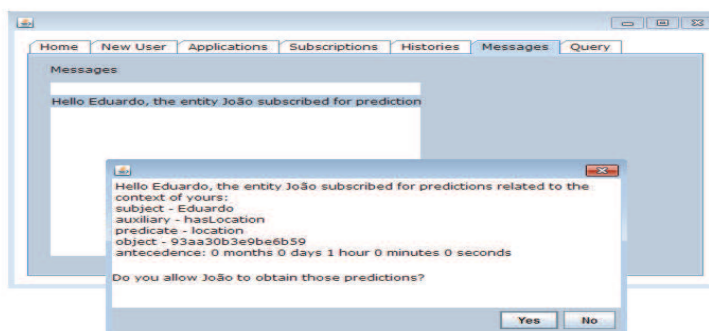 Home New User Applications Subscriptions Histories Messages Query
Messages
Hello Eduardo, the entity João subscribed for prediction
Hello Eduardo, the entity João subscribed for predictions related to the
context of yours:
subject - Eduardo
auxiliary - hasLocation
predicate - location
object - 93aa30b3e9be6b59
antecedence: 0 months 0 days 1 hour 0 minutes 0 seconds
Do you allow João to obtain those predictions?
Yes No